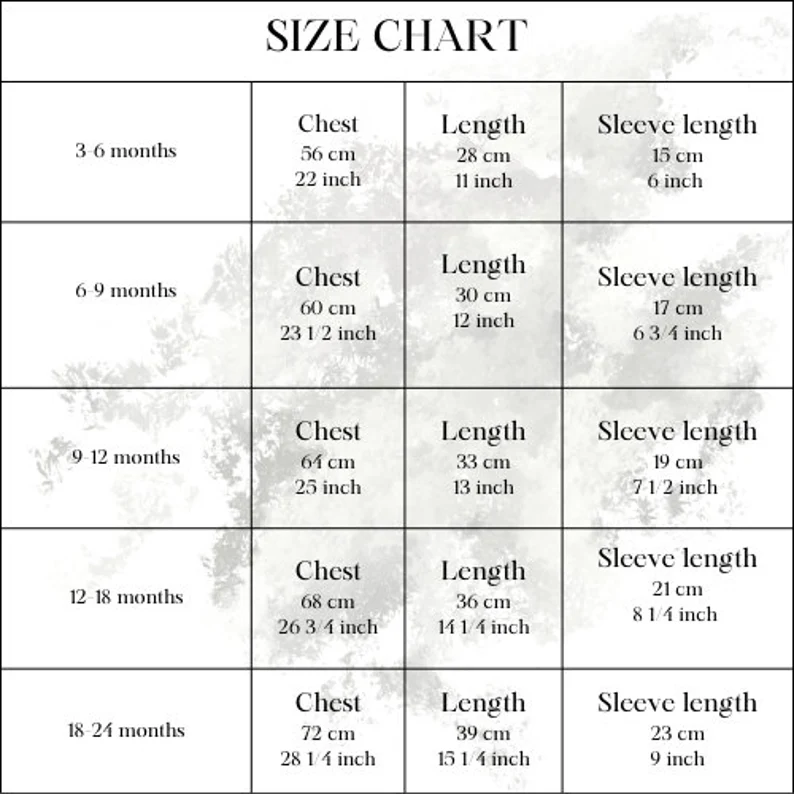 SIZE CHART
3-6 months
Chest
56 cm
22 inch
Length
28 cm
11 inch
Sleeve length
15 cm
6 inch
6-9 months
Chest
60 cm
23 1/2 inch
Length
30 cm
12 inch
Sleeve length
17 cm
6 3/4 inch
9-12 months
Chest
64 cm
25 inch
Length
33 cm
13 inch
Sleeve length
19 cm
7 1/2 inch
12-18 months
Chest
68 cm
26 3/4 inch
Length
36 cm
14 1/4 inch
Sleeve length
21 cm
8 1/4 inch
18-24 months
Chest
72 cm
28 1/4 inch
Length
39 cm
15 1/4 inch
Sleeve length
23 cm
9 inch